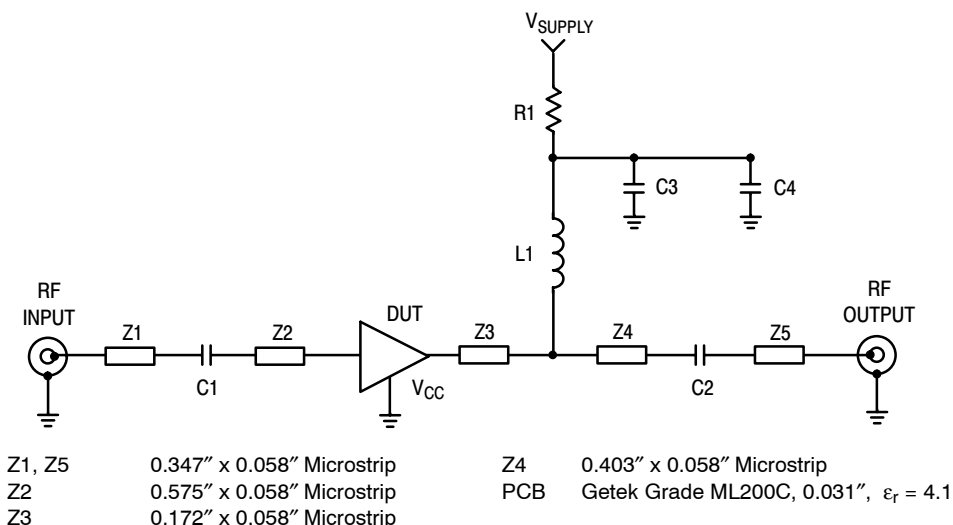 V_SUPPLY
R1
C3
C4
L1
RF
INPUT
Z1
C1
Z2
DUT
V_CC
Z3
Z4
C2
Z5
RF
OUTPUT
Z1, Z5 0.347″ x 0.058″ Microstrip
Z2 0.575″ x 0.058″ Microstrip
Z3 0.172″ x 0.058″ Microstrip
Z4 0.403″ x 0.058″ Microstrip
PCB Getek Grade ML200C, 0.031″, εr = 4.1